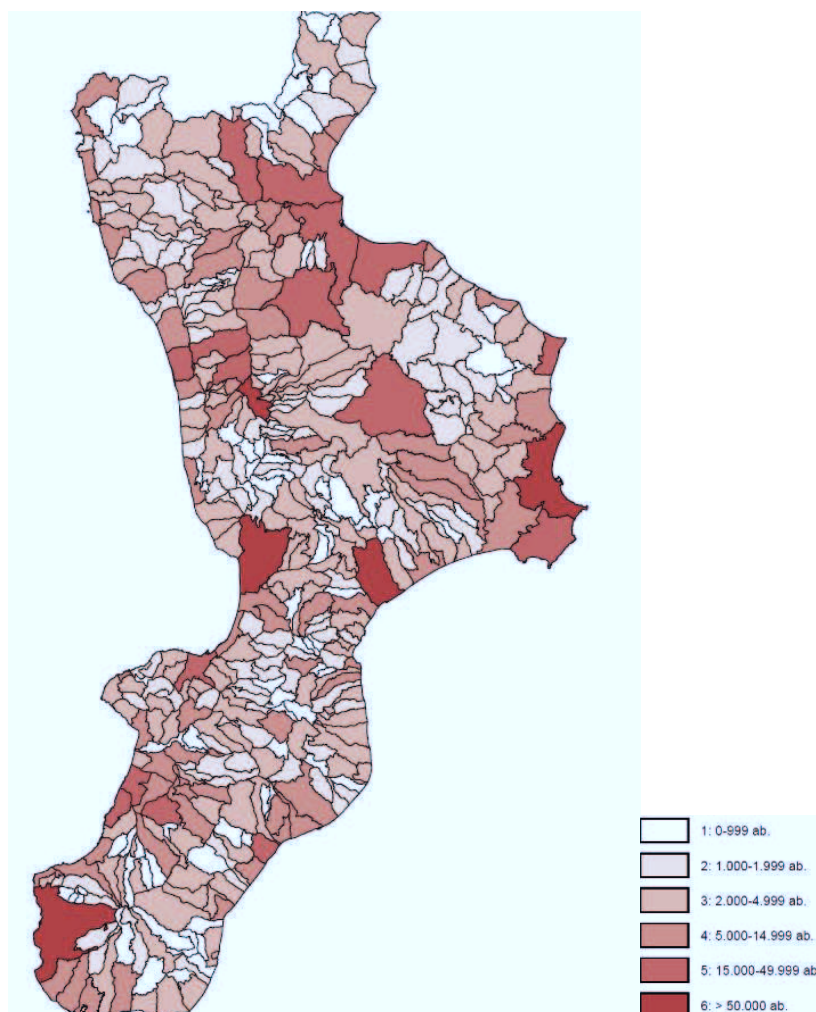 1: 0-999 ab.
2: 1.000-1.999 ab.
3: 2.000-4.999 ab.
4: 5.000-14.999 ab.
5: 15.000-49.999 ab
6: > 50.000 ab.